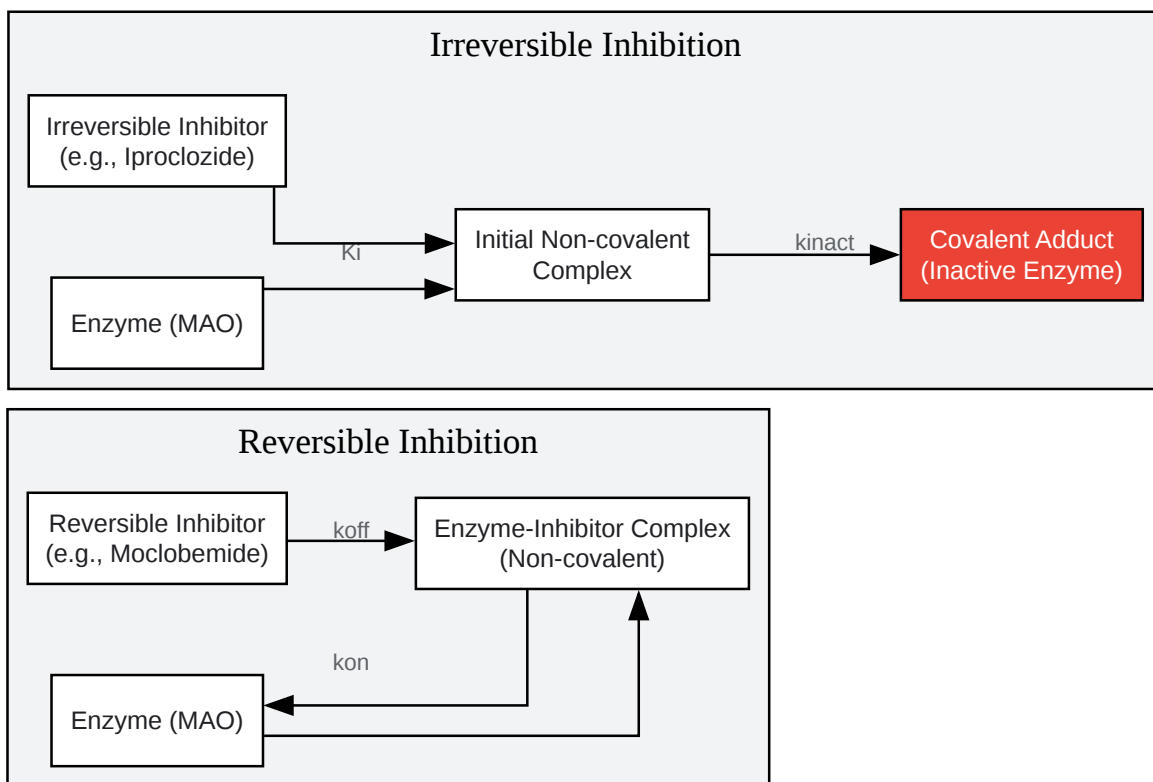 Irreversible Inhibition
Irreversible Inhibitor
(e.g., Iproclozide)
Ki
Initial Non-covalent
Complex
kinact
Covalent Adduct
(Inactive Enzyme)
Enzyme (MAO)
Reversible Inhibition
Reversible Inhibitor
(e.g., Moclobemide)
koff
Enzyme-Inhibitor Complex
(Non-covalent)
kon
Enzyme (MAO)